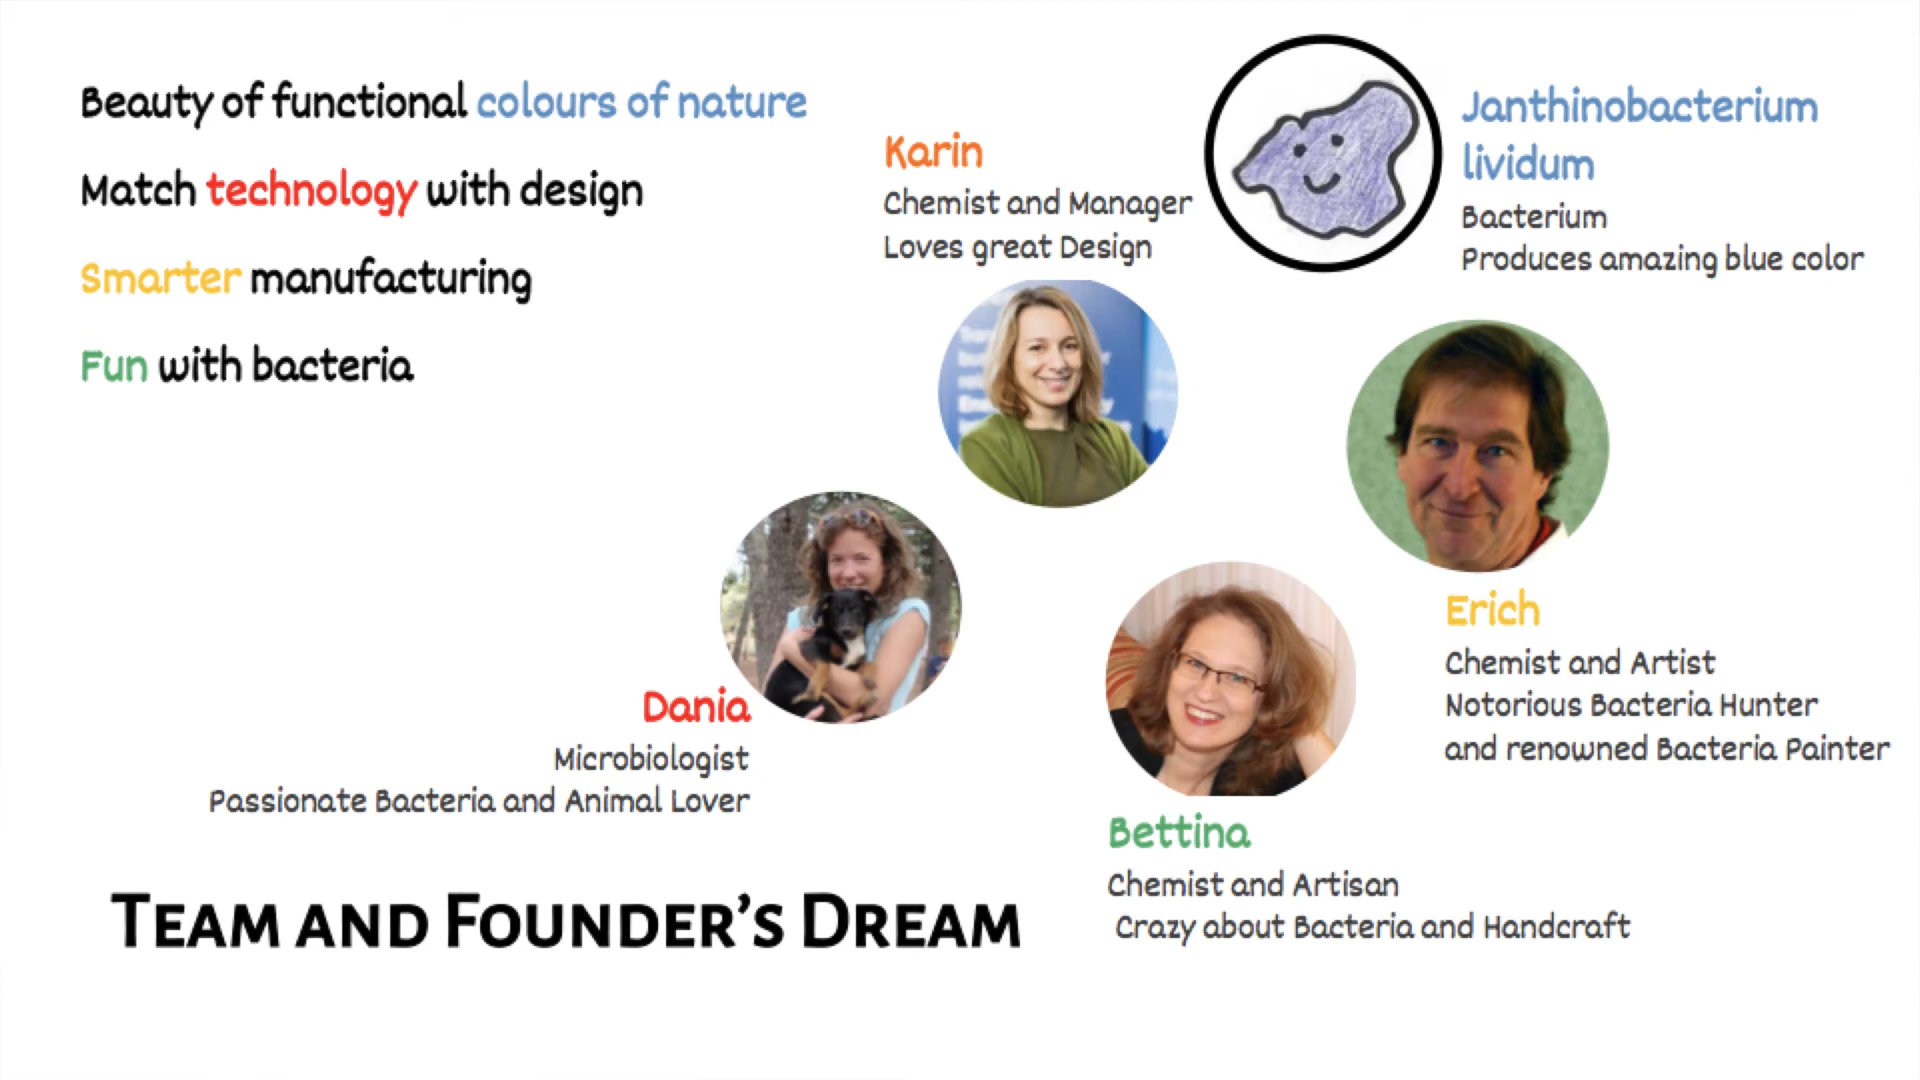 Beauty of functional colours of nature
Match technology with design
Smarter manufacturing
Fun with bacteria
Karin
Chemist and Manager
Loves great Design
Janthinobacterium
lividum
Bacterium
Produces amazing blue color
Dania
Microbiologist
Passionate Bacteria and Animal Lover
Erich
Chemist and Artist
Notorious Bacteria Hunter
and renowned Bacteria Painter
Bettina
Chemist and Artisan
Crazy about Bacteria and Handcraft
TEAM AND FOUNDER’S DREAM